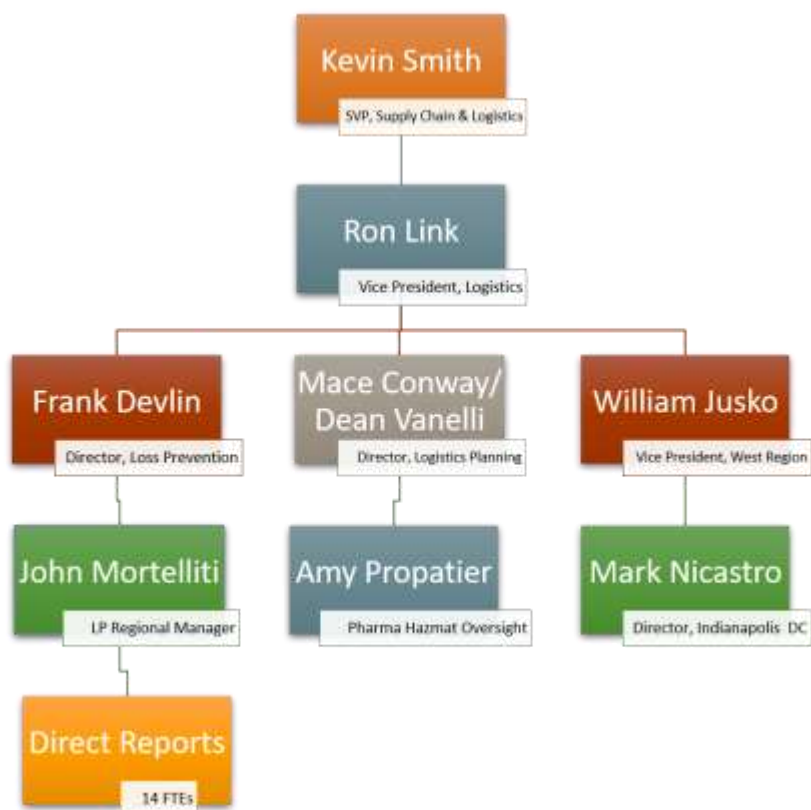 Kevin Smith
SVP, Supply Chain & Logistics
Ron Link
Vice President, Logistics
Frank Devlin
Director, Loss Prevention
Mace Conway/
Dean Vanelli
Director, Logistics Planning
William Jusko
Vice President, West Region
John Mortelliti
LP Regional Manager
Amy Propatier
Pharma Hazmat Oversight
Mark Nicastro
Director, Indianapolis DC
Direct Reports
14 FTEs